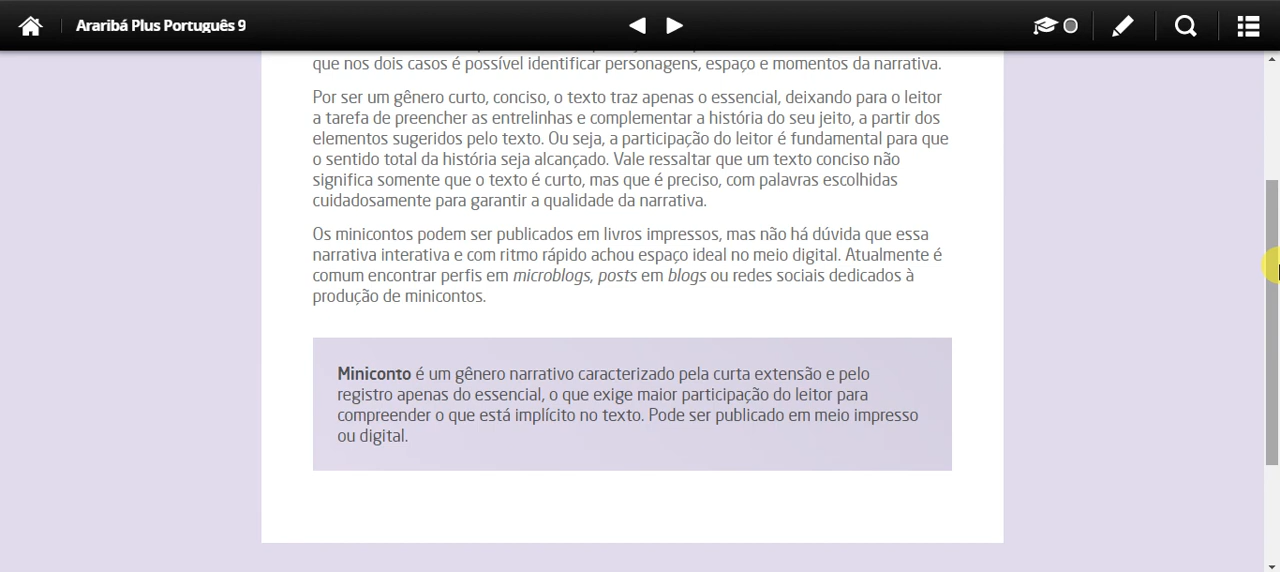 Araribá Plus Português 9
que nos dois casos é possível identificar personagens, espaço e momentos da narrativa.
Por ser um gênero curto, conciso, o texto traz apenas o essencial, deixando para o leitor
a tarefa de preencher as entrelinhas e complementar a história do seu jeito, a partir dos
elementos sugeridos pelo texto. Ou seja, a participação do leitor é fundamental para que
o sentido total da história seja alcançado. Vale ressaltar que um texto conciso não
significa somente que o texto é curto, mas que é preciso, com palavras escolhidas
cuidadosamente para garantir a qualidade da narrativa.
Os minicontos podem ser publicados em livros impressos, mas não há dúvida que essa
narrativa interativa e com ritmo rápido achou espaço ideal no meio digital. Atualmente é
comum encontrar perfis em microblogs, posts em blogs ou redes sociais dedicados à
produção de minicontos.
Miniconto é um gênero narrativo caracterizado pela curta extensão e pelo
registro apenas do essencial, o que exige maior participação do leitor para
compreender o que está implícito no texto. Pode ser publicado em meio impresso
ou digital.